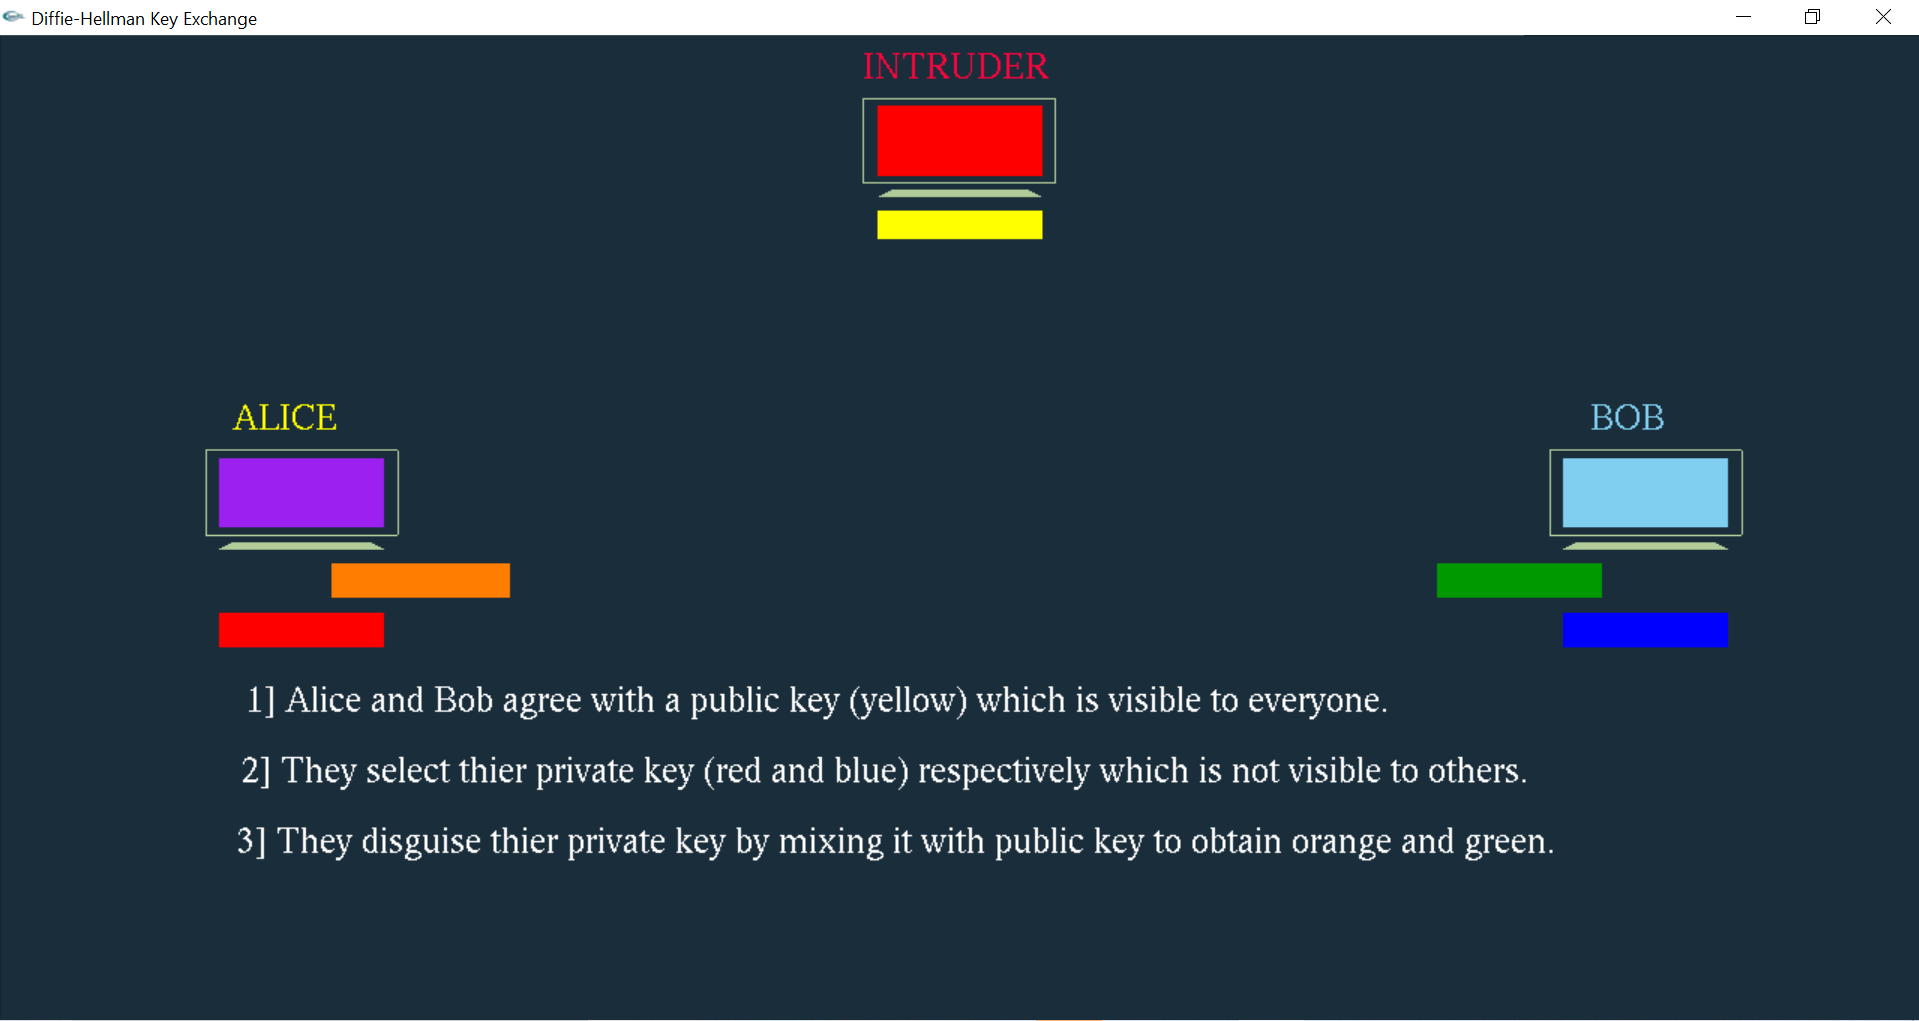 Diffie-Hellman Key Exchange
INTRUDER
ALICE
BOB
1] Alice and Bob agree with a public key (yellow) which is visible to everyone.
2] They select thier private key (red and blue) respectively which is not visible to others.
3] They disguise thier private key by mixing it with public key to obtain orange and green.